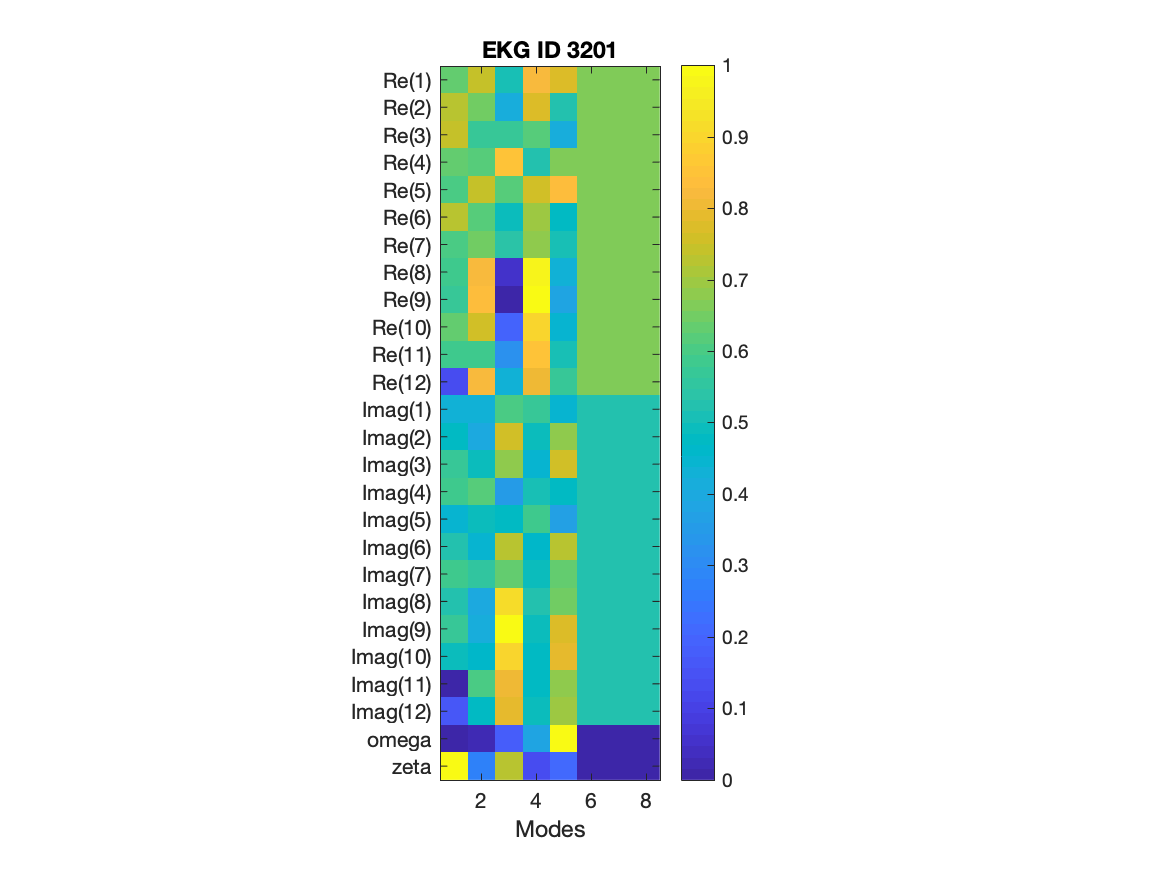 EKG ID 3201
Re(1)
Re(2)
Re(3)
Re(4)
Re(5)
Re(6)
Re(7)
Re(8)
Re(9)
Re(10)
Re(11)
Re(12)
Imag(1)
Imag(2)
Imag(3)
Imag(4)
Imag(5)
Imag(6)
Imag(7)
Imag(8)
Imag(9)
Imag(10)
Imag(11)
Imag(12)
omega
zeta
2 4 6 8
Modes
1
0.9
0.8
0.7
0.6
0.5
0.4
0.3
0.2
0.1
0